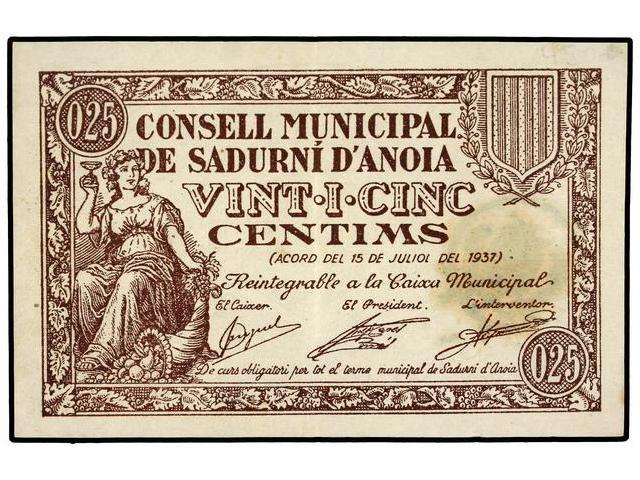 025
CONSELL MUNICIPAL
DE SADURNÍ D'ANOIA
VINT·I·CINC
CENTIMS
(ACORD DEL 15 DE JULIOL DEL 1937)
Reintegrable a la Caixa Municipal
El Caixer. El President. L'interventor.
De curs obligatori per tot el terme municipal de Sadurní d'Anoia
025